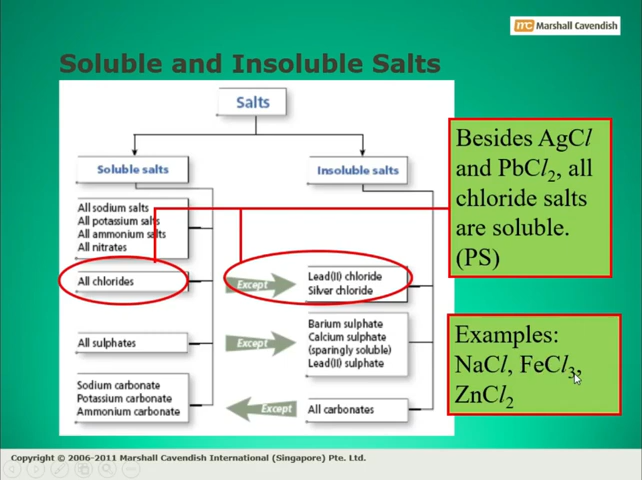 mc Marshall Cavendish
Soluble and Insoluble Salts
Salts
Soluble salts
Insoluble salts
All sodium salts
All potassium salts
All ammonium salts
All nitrates
All chlorides
Except
Lead(II) chloride
Silver chloride
All sulphates
Except
Barium sulphate
Calcium sulphate
(sparingly soluble)
Lead(II) sulphate
Sodium carbonate
Potassium carbonate
Ammonium carbonate
Except
All carbonates
Besides AgCl
and PbCl₂, all
chloride salts
are soluble.
(PS)
Examples:
NaCl, FeCl₃,
ZnCl₂
Copyright © 2006-2011 Marshall Cavendish International (Singapore) Pte. Ltd.